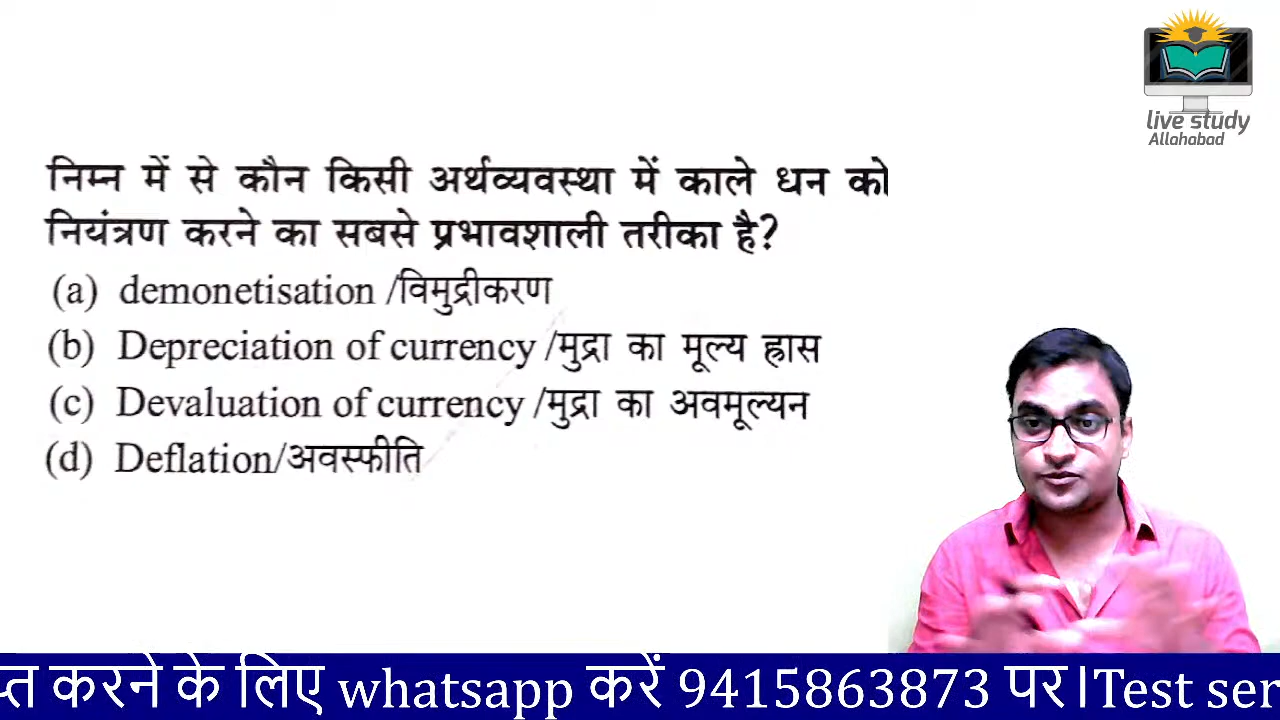 live study
Allahabad
निम्न में से कौन किसी अर्थव्यवस्था में काले धन को
नियंत्रण करने का सबसे प्रभावशाली तरीका है?
(a) demonetisation /विमुद्रीकरण
(b) Depreciation of currency /मुद्रा का मूल्य ह्रास
(c) Devaluation of currency /मुद्रा का अवमूल्यन
(d) Deflation/अवस्फीति
करने के लिए whatsapp करें 9415863873 पर।Test